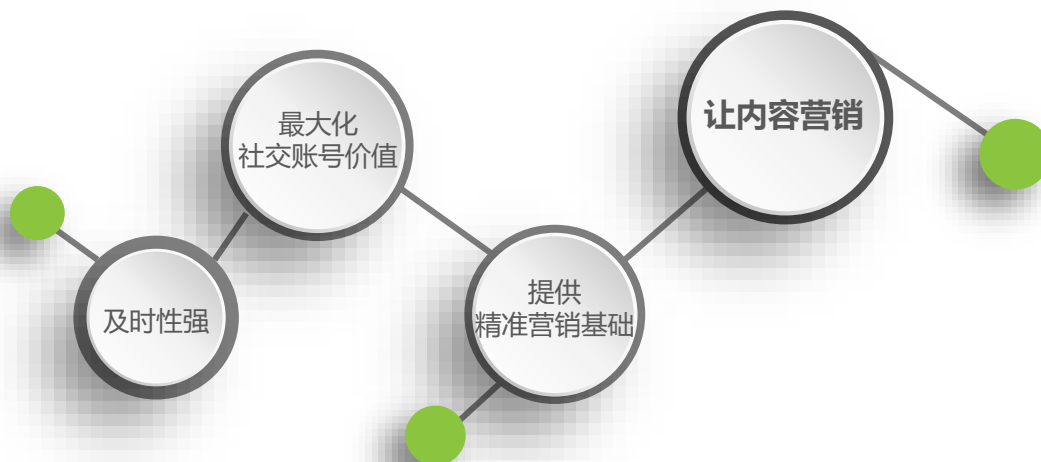 及时性强
最大化
社交账号价值
提供
精准营销基础
让内容营销